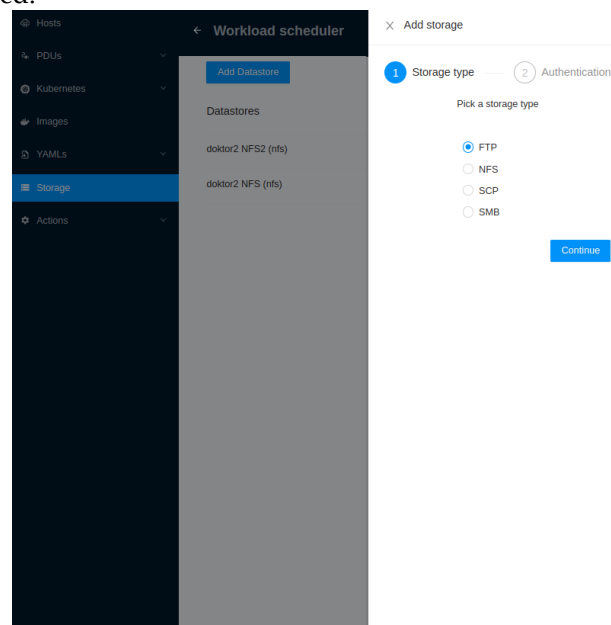 ed.
Hosts
PDUs
Kubernetes
Images
YAMLs
Storage
Actions
Workload scheduler
Add Datastore
Datastores
doktor2 NFS2 (nfs)
doktor2 NFS (nfs)
Add storage
1 Storage type
2 Authentication
Pick a storage type
FTP
NFS
SCP
SMB
Continue